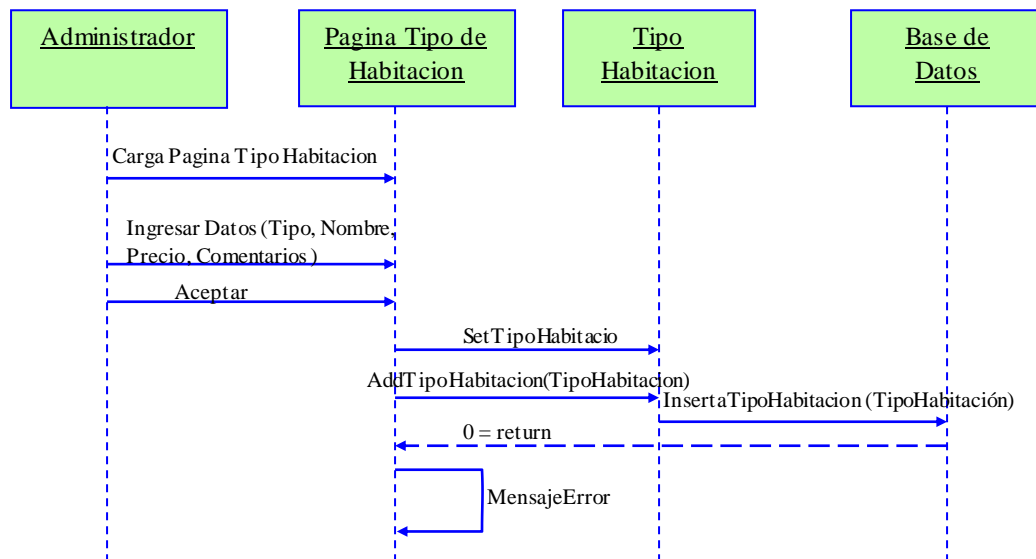 Administrador
Pagina Tipo de
Habitacion
Tipo
Habitacion
Base de
Datos
Carga Pagina Tipo Habitacion
Ingresar Datos (Tipo, Nombre,
Precio, Comentarios)
Aceptar
SetTipoHabitacio
AddTipoHabitacion(TipoHabitacion)
InsertaTipoHabitacion (TipoHabitación)
0 = return
MensajeError